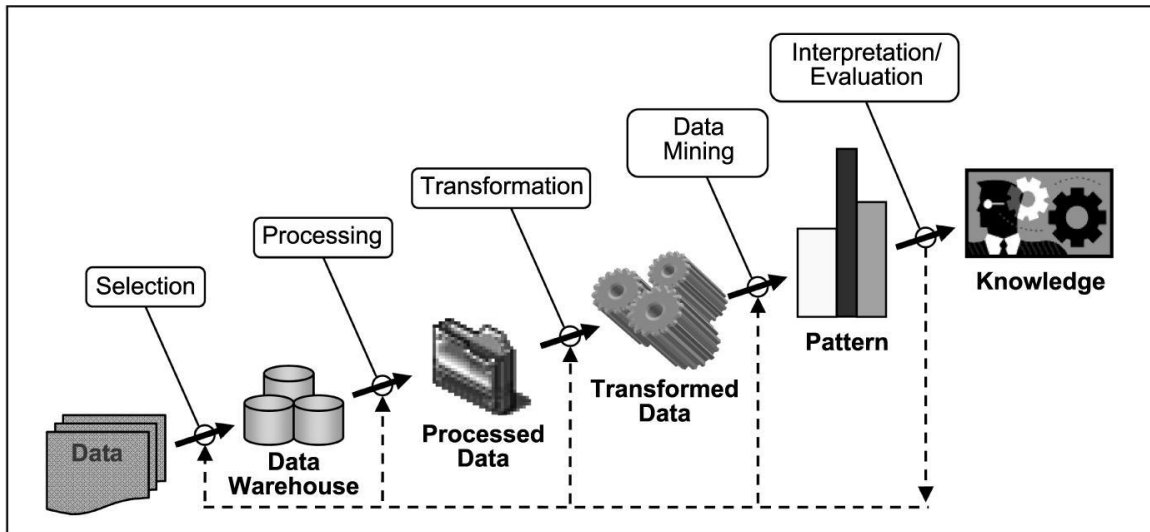 Interpretation/
Evaluation
Data
Mining
Transformation
Processing
Selection
Knowledge
Pattern
Transformed
Data
Processed
Data
Data
Warehouse
Data